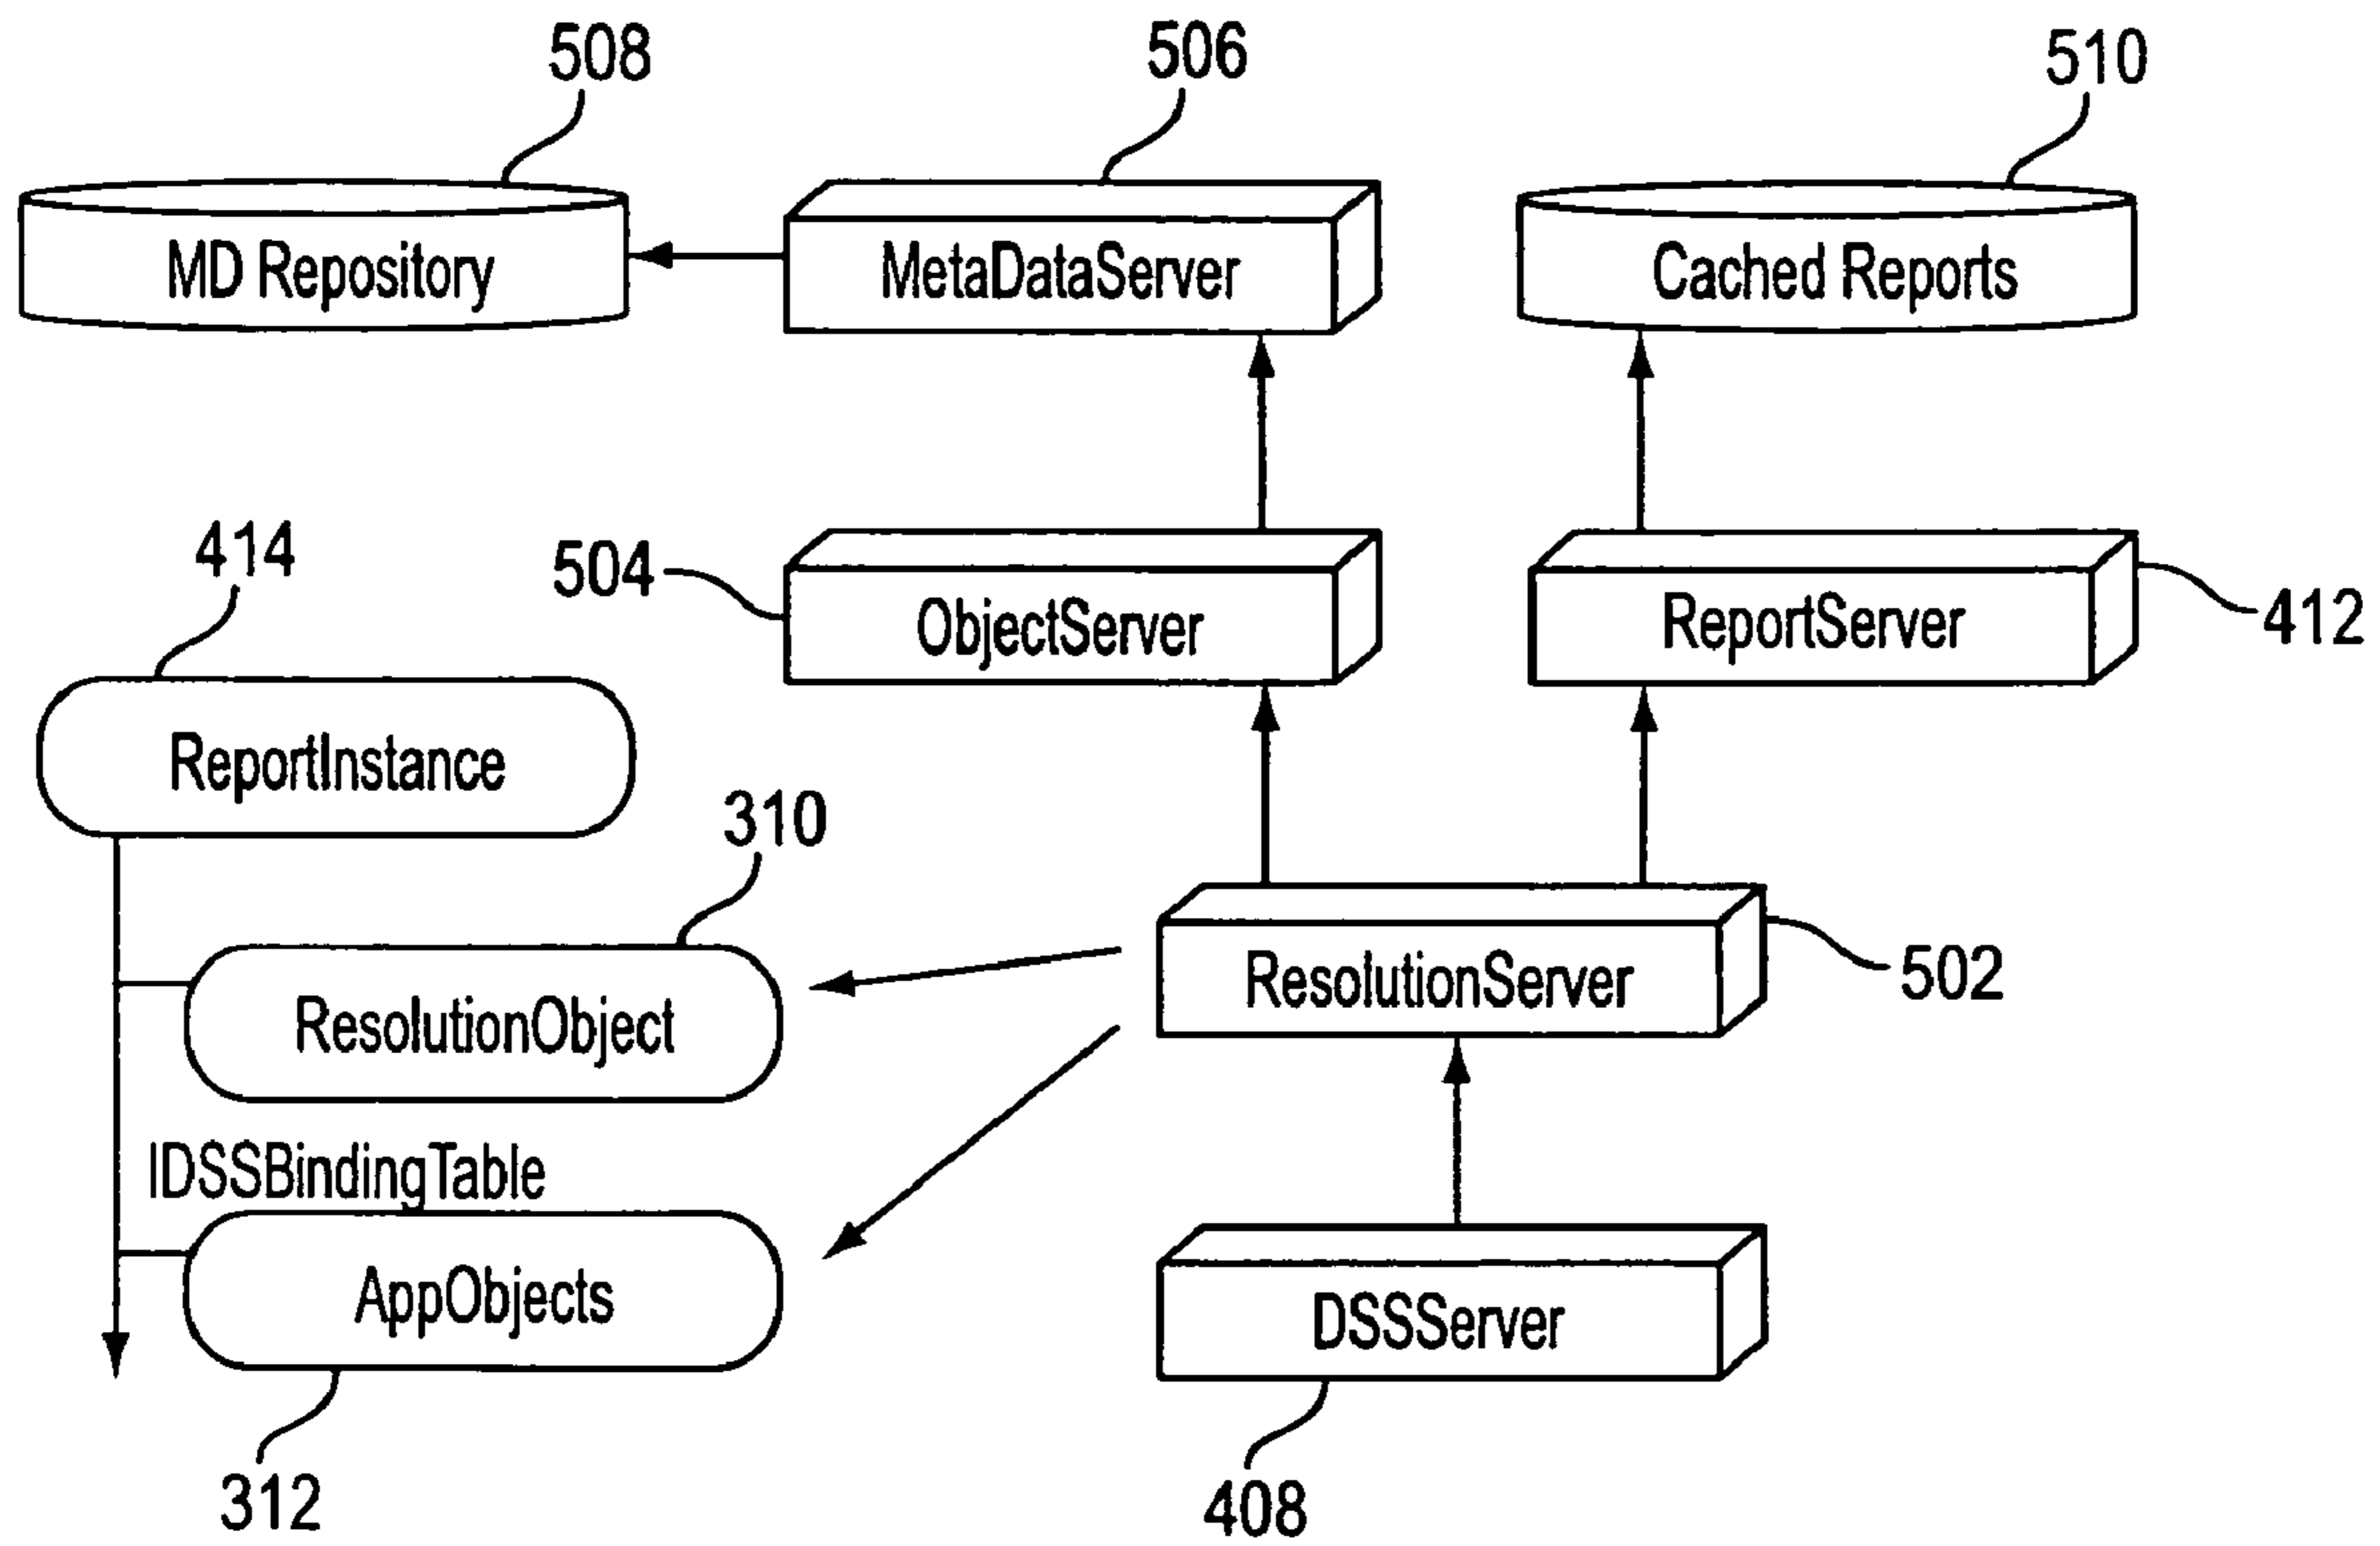 508
506
510
MD Repository
MetaDataServer
Cached Reports
414
504
ObjectServer
ReportServer
412
ReportInstance
310
ResolutionServer
502
ResolutionObject
IDSSBindingTable
AppObjects
DSSServer
312
408